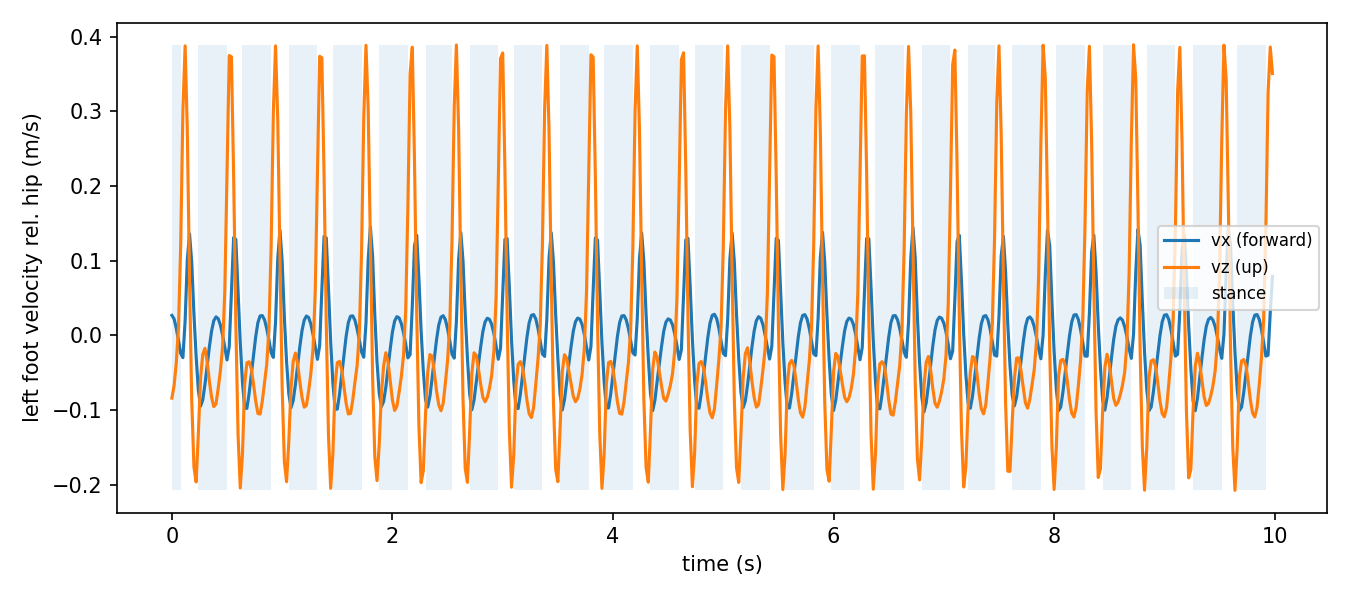 0.4
0.3
0.2
0.1
0.0
−0.1
−0.2
left foot velocity rel. hip (m/s)
vx (forward)
vz (up)
stance
0 2 4 6 8 10
time (s)